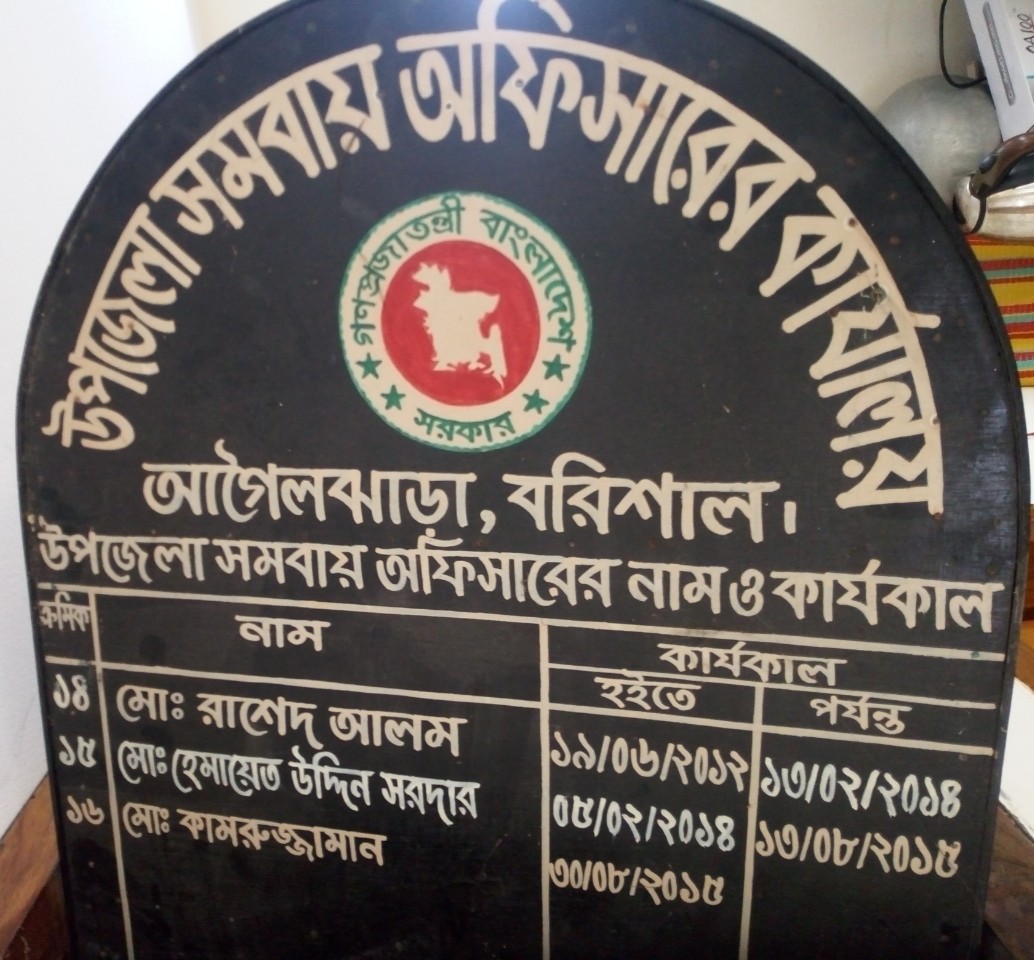 উপজেলা সমবায় অফিসারের কার্যালয়
গণপ্রজাতন্ত্রী বাংলাদেশ
সরকার
আগৈলঝাড়া, বরিশাল।
উপজেলা সমবায় অফিসারের নাম ও কার্যকাল
ক্রমিক নাম কার্যকাল
হইতে পর্যন্ত
১৪ মোঃ রাশেদ আলম ১৯/০৬/২০১২ ১৩/০২/২০১৪
১৫ মোঃ হেমায়েত উদ্দিন সরদার ০৫/০২/২০১৪ ১৩/০৮/২০১৫
১৬ মোঃ কামরুজ্জামান ৩০/০৮/২০১৫